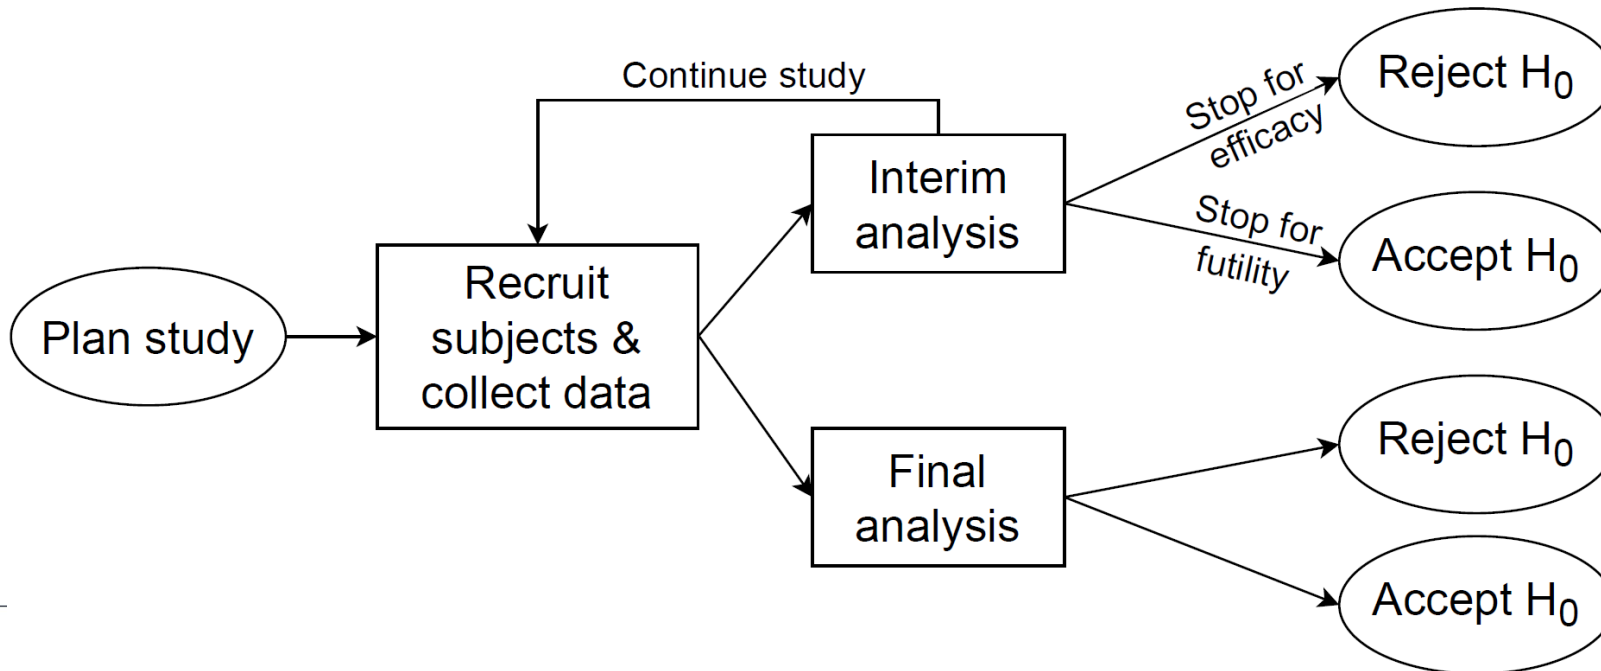 Continue study
Stop for
efficacy
Reject H₀
Interim
analysis
Stop for
futility
Accept H₀
Plan study
Recruit
subjects &
collect data
Final
analysis
Reject H₀
Accept H₀